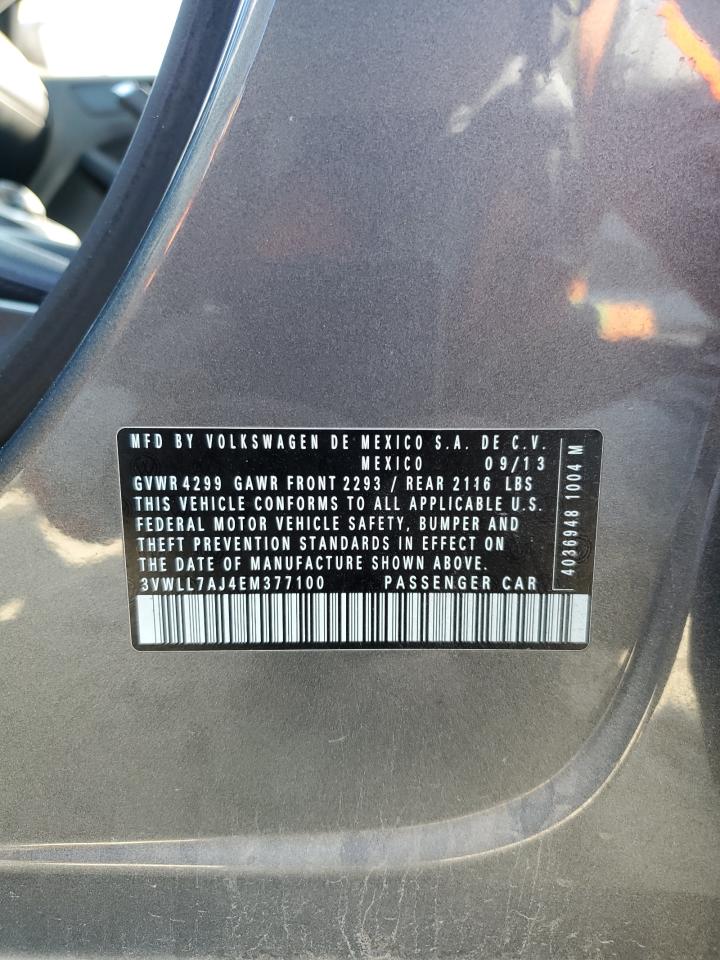 MFD BY VOLKSWAGEN DE MEXICO S.A. DE C.V.
MEXICO 09/13
GVWR 4299 GAWR FRONT 2293 / REAR 2116 LBS
THIS VEHICLE CONFORMS TO ALL APPLICABLE U.S.
FEDERAL MOTOR VEHICLE SAFETY, BUMPER AND
THEFT PREVENTION STANDARDS IN EFFECT ON
THE DATE OF MANUFACTURE SHOWN ABOVE.
3VWLL7AJ4EM377100 PASSENGER CAR
4036948 1004 M